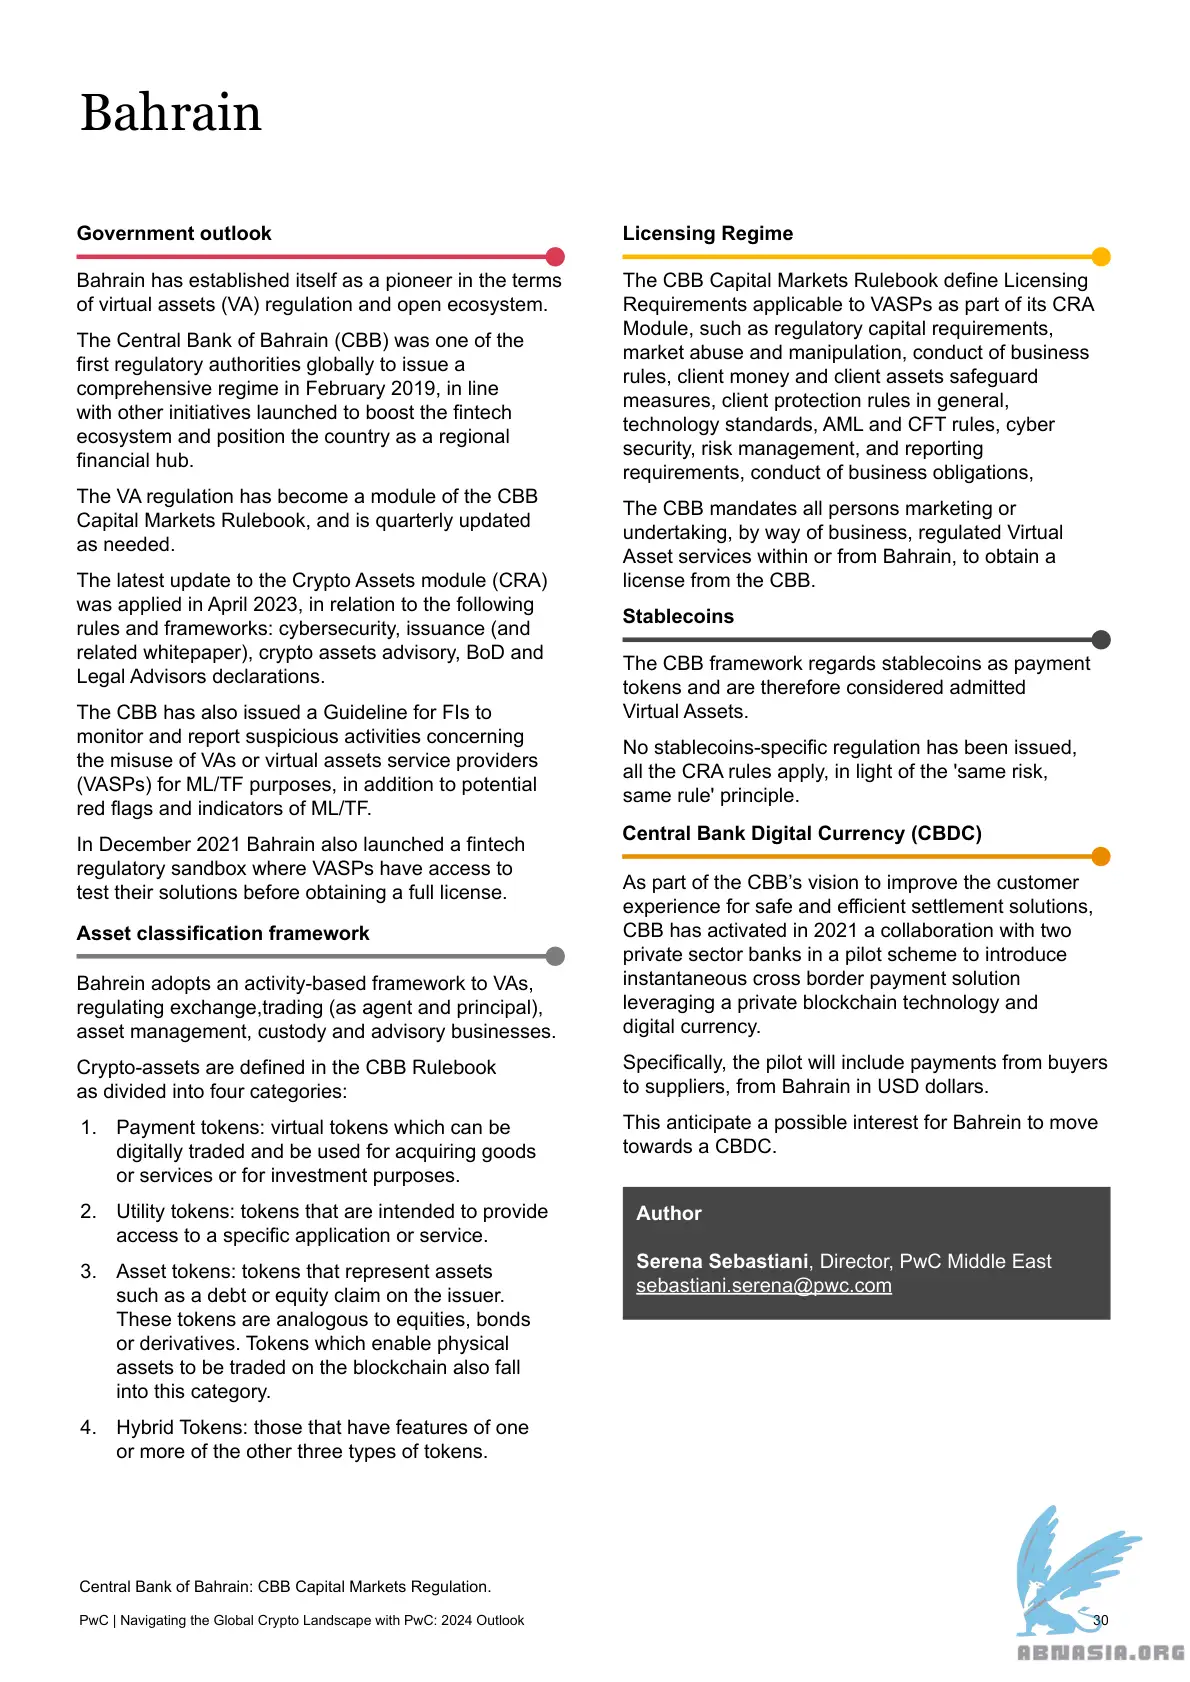 Bahrain
Government outlook
Bahrain has established itself as a pioneer in the terms
of virtual assets (VA) regulation and open ecosystem.
The Central Bank of Bahrain (CBB) was one of the
first regulatory authorities globally to issue a
comprehensive regime in February 2019, in line
with other initiatives launched to boost the fintech
ecosystem and position the country as a regional
financial hub.
The VA regulation has become a module of the CBB
Capital Markets Rulebook, and is quarterly updated
as needed.
The latest update to the Crypto Assets module (CRA)
was applied in April 2023, in relation to the following
rules and frameworks: cybersecurity, issuance (and
related whitepaper), crypto assets advisory, BoD and
Legal Advisors declarations.
The CBB has also issued a Guideline for FIs to
monitor and report suspicious activities concerning
the misuse of VAs or virtual assets service providers
(VASPs) for ML/TF purposes, in addition to potential
red flags and indicators of ML/TF.
In December 2021 Bahrain also launched a fintech
regulatory sandbox where VASPs have access to
test their solutions before obtaining a full license.
Asset classification framework
Bahrein adopts an activity-based framework to VAs,
regulating exchange,trading (as agent and principal),
asset management, custody and advisory businesses.
Crypto-assets are defined in the CBB Rulebook
as divided into four categories:
1. Payment tokens: virtual tokens which can be
digitally traded and be used for acquiring goods
or services or for investment purposes.
2. Utility tokens: tokens that are intended to provide
access to a specific application or service.
3. Asset tokens: tokens that represent assets
such as a debt or equity claim on the issuer.
These tokens are analogous to equities, bonds
or derivatives. Tokens which enable physical
assets to be traded on the blockchain also fall
into this category.
4. Hybrid Tokens: those that have features of one
or more of the other three types of tokens.
Licensing Regime
The CBB Capital Markets Rulebook define Licensing
Requirements applicable to VASPs as part of its CRA
Module, such as regulatory capital requirements,
market abuse and manipulation, conduct of business
rules, client money and client assets safeguard
measures, client protection rules in general,
technology standards, AML and CFT rules, cyber
security, risk management, and reporting
requirements, conduct of business obligations,
The CBB mandates all persons marketing or
undertaking, by way of business, regulated Virtual
Asset services within or from Bahrain, to obtain a
license from the CBB.
Stablecoins
The CBB framework regards stablecoins as payment
tokens and are therefore considered admitted
Virtual Assets.
No stablecoins-specific regulation has been issued,
all the CRA rules apply, in light of the 'same risk,
same rule' principle.
Central Bank Digital Currency (CBDC)
As part of the CBB’s vision to improve the customer
experience for safe and efficient settlement solutions,
CBB has activated in 2021 a collaboration with two
private sector banks in a pilot scheme to introduce
instantaneous cross border payment solution
leveraging a private blockchain technology and
digital currency.
Specifically, the pilot will include payments from buyers
to suppliers, from Bahrain in USD dollars.
This anticipate a possible interest for Bahrein to move
towards a CBDC.
Author
Serena Sebastiani, Director, PwC Middle East
sebastiani.serena@pwc.com
Central Bank of Bahrain: CBB Capital Markets Regulation.
PwC | Navigating the Global Crypto Landscape with PwC: 2024 Outlook
30
ABNASIA.ORG